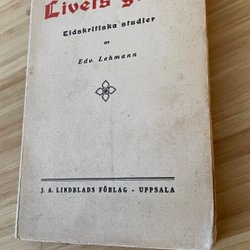 Livets
Tidskritiska studier
av
Edv. Lehmann
J. A. LINDBLADS FÖRLAG - UPPSALA